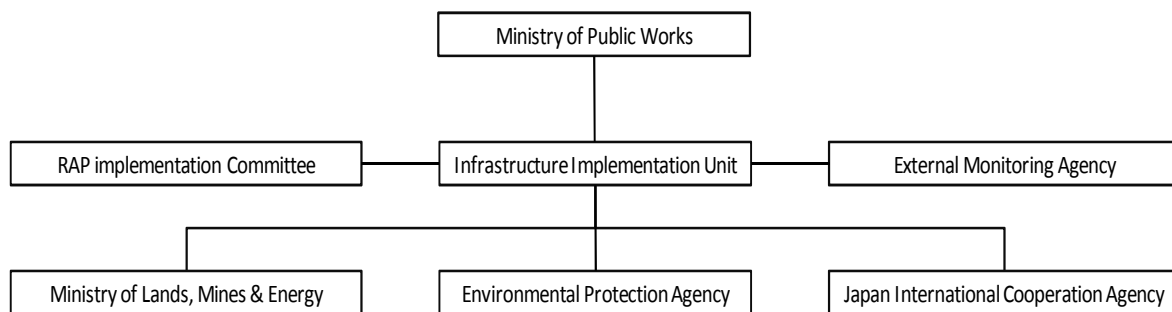 Ministry of Public Works
RAP implementation Committee
Infrastructure Implementation Unit
External Monitoring Agency
Ministry of Lands, Mines & Energy
Environmental Protection Agency
Japan International Cooperation Agency